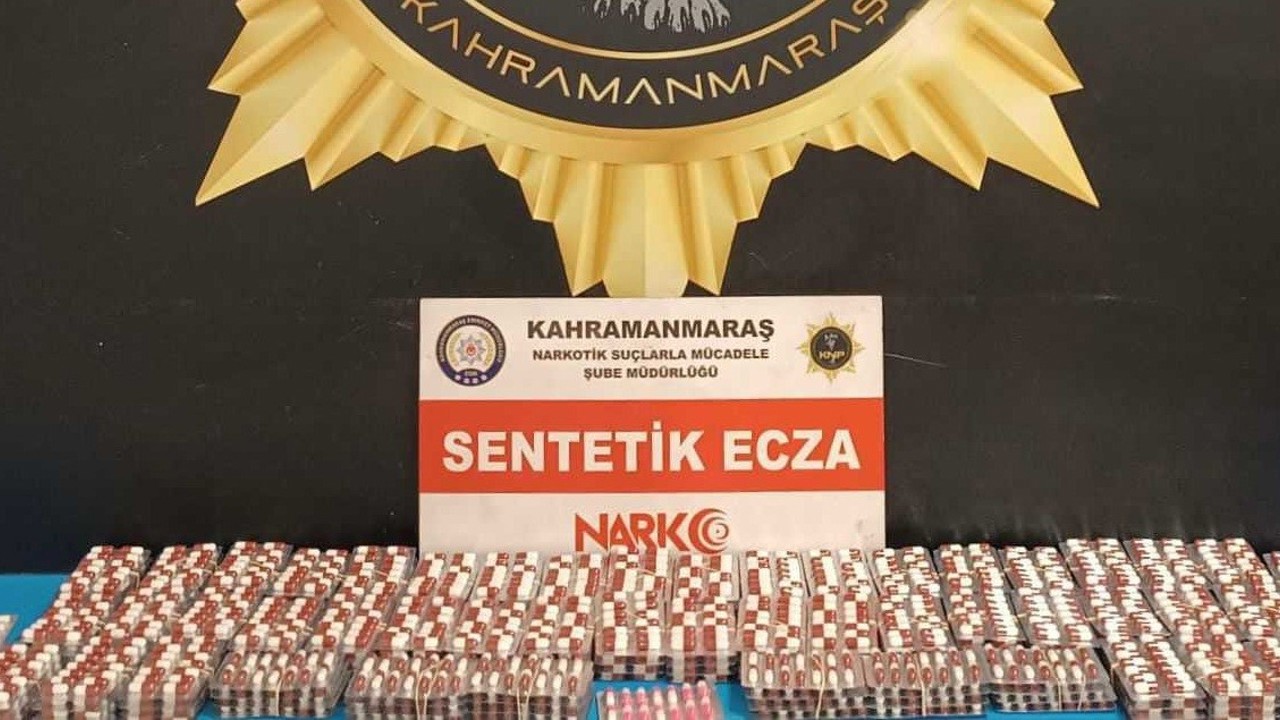 KAHRAMANMARAŞ
KAHRAMANMARAŞ
NARKOTİK SUÇLARLA MÜCADELE
ŞUBE MÜDÜRLÜĞÜ
KNP
SENTETİK ECZA
NARKO